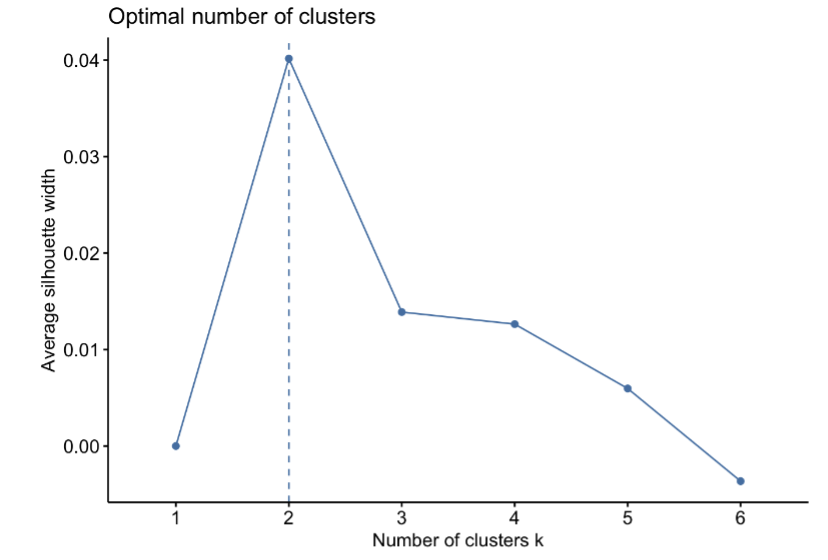 Optimal number of clusters
Average silhouette width
0.04
0.03
0.02
0.01
0.00
1 2 3 4 5 6
Number of clusters k